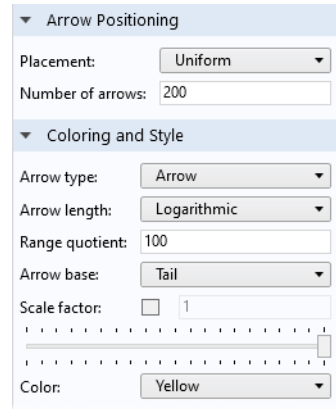 Arrow Positioning
Placement: Uniform
Number of arrows: 200
Coloring and Style
Arrow type: Arrow
Arrow length: Logarithmic
Range quotient: 100
Arrow base: Tail
Scale factor: 1
Color: Yellow